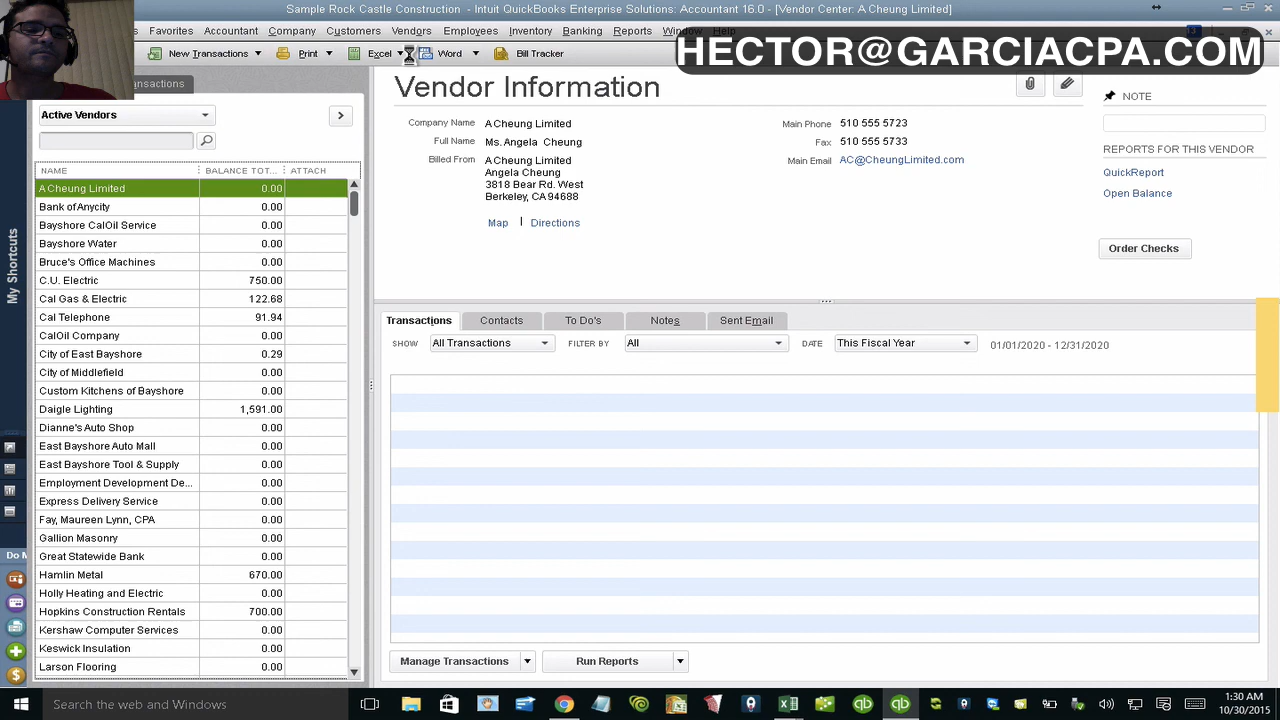 Sample Rock Castle Construction - Intuit QuickBooks Enterprise Solutions: Accountant 16.0 - [Vendor Center: A Cheung Limited]
Favorites Accountant Company Customers Vendors Employees Inventory Banking Reports Window Help
New Transactions Print Excel Word Bill Tracker
HECTOR@GARCIACPA.COM
Active Vendors
NAME BALANCE TOT... ATTACH
A Cheung Limited 0.00
Bank of Anycity 0.00
Bayshore CalOil Service 0.00
Bayshore Water 0.00
Bruce's Office Machines 0.00
C.U. Electric 750.00
Cal Gas & Electric 122.68
Cal Telephone 91.94
CalOil Company 0.00
City of East Bayshore 0.29
City of Middlefield 0.00
Custom Kitchens of Bayshore 0.00
Daigle Lighting 1,591.00
Dianne's Auto Shop 0.00
East Bayshore Auto Mall 0.00
East Bayshore Tool & Supply 0.00
Employment Development De... 0.00
Express Delivery Service 0.00
Fay, Maureen Lynn, CPA 0.00
Gallion Masonry 0.00
Great Statewide Bank 0.00
Hamlin Metal 670.00
Holly Heating and Electric 0.00
Hopkins Construction Rentals 700.00
Kershaw Computer Services 0.00
Keswick Insulation 0.00
Larson Flooring 0.00
My Shortcuts
Do M
Vendor Information
Company Name A Cheung Limited
Full Name Ms. Angela Cheung
Billed From A Cheung Limited
Angela Cheung
3818 Bear Rd. West
Berkeley, CA 94688
Map | Directions
Main Phone 510 555 5723
Fax 510 555 5733
Main Email AC@CheungLimited.com
NOTE
REPORTS FOR THIS VENDOR
QuickReport
Open Balance
Order Checks
Transactions Contacts To Do's Notes Sent Email
SHOW All Transactions FILTER BY All DATE This Fiscal Year 01/01/2020 - 12/31/2020
Manage Transactions Run Reports
Search the web and Windows
1:30 AM
10/30/2015